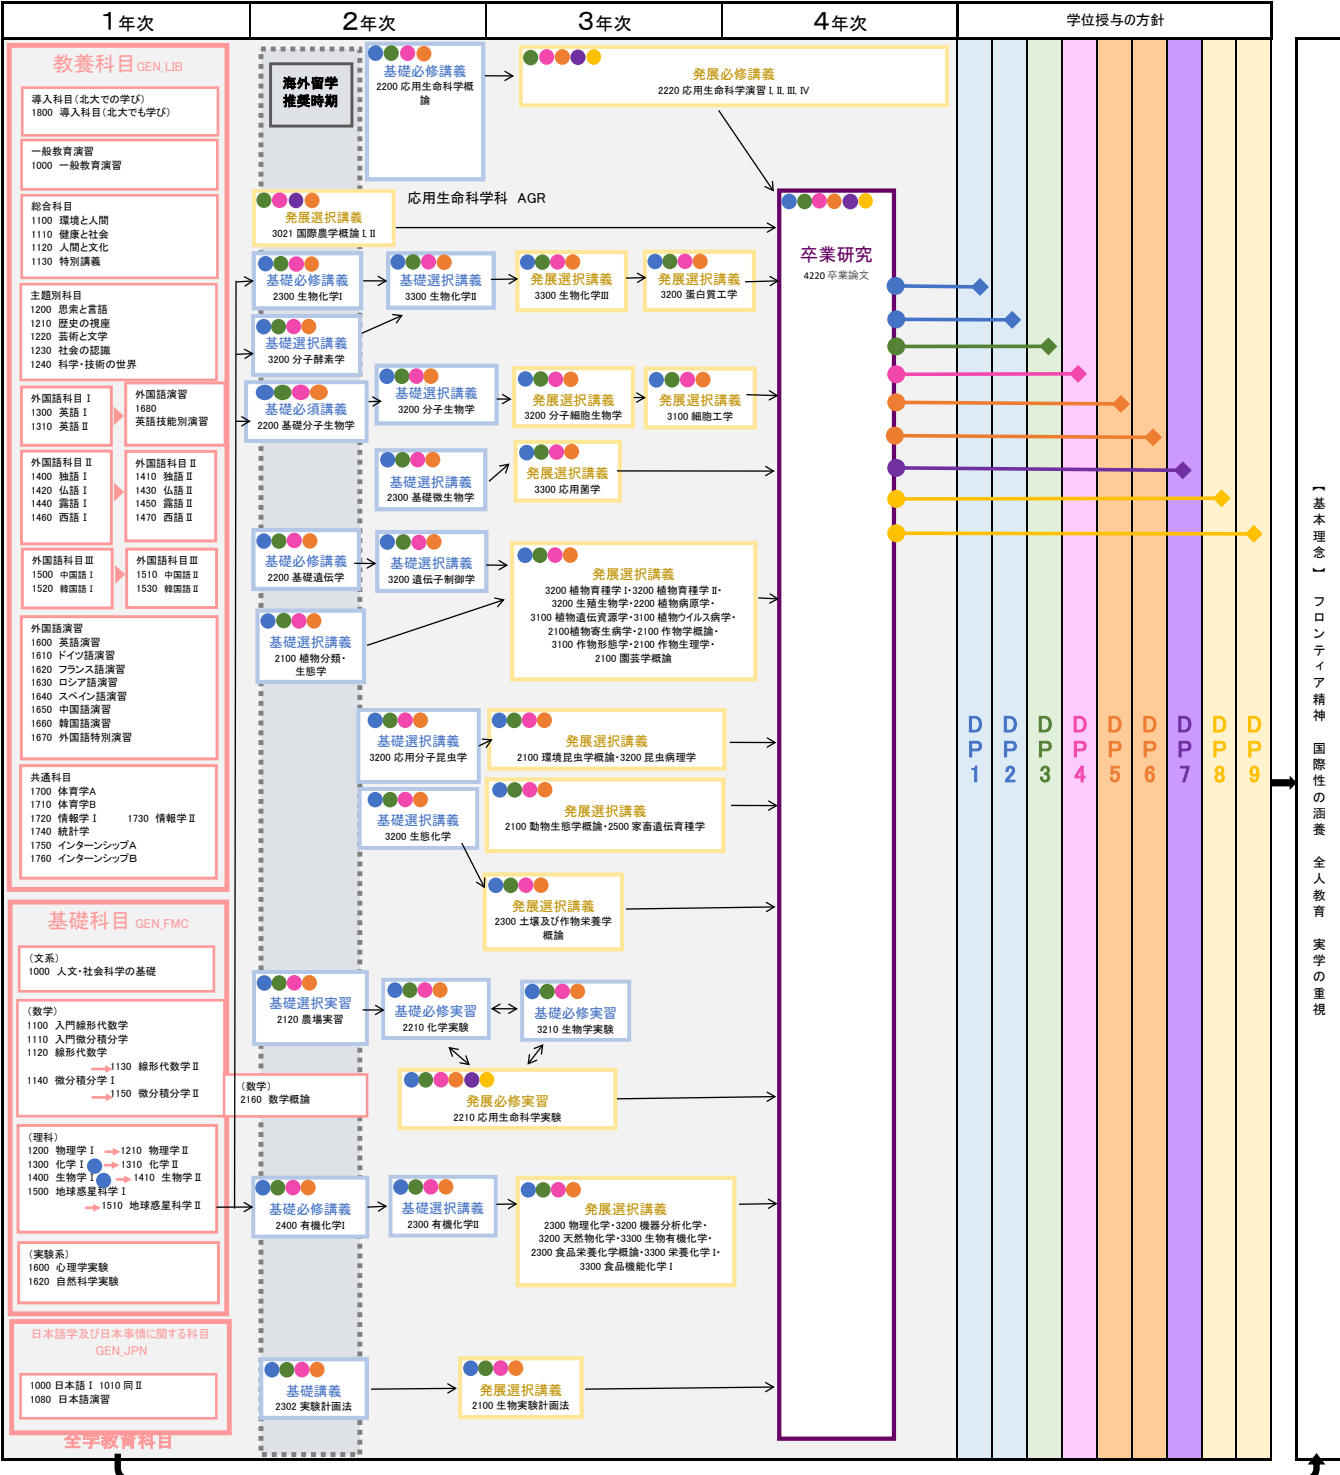 1年次
2年次
3年次
4年次
学位授与の方針
教養科目 GEN_LIB
導入科目(北大での学び)
1800 導入科目(北大でも学び)
一般教育演習
1000 一般教育演習
総合科目
1100 環境と人間
1110 健康と社会
1120 人間と文化
1130 特別講義
主題別科目
1200 思索と言語
1210 歴史の視座
1220 芸術と文学
1230 社会の認識
1240 科学・技術の世界
外国語科目 I
1300 英語 I
1310 英語 II
外国語演習
1680
英語技能別演習
外国語科目 II
1400 独語 I
1420 仏語 I
1440 露語 I
1460 西語 I
外国語科目 II
1410 独語 II
1430 仏語 II
1450 露語 II
1470 西語 II
外国語科目III
1500 中国語 I
1520 韓国語 I
外国語科目III
1510 中国語 II
1530 韓国語 II
外国語演習
1600 英語演習
1610 ドイツ語演習
1620 フランス語演習
1630 ロシア語演習
1640 スペイン語演習
1650 中国語演習
1660 韓国語演習
1670 外国語特別演習
共通科目
1700 体育学A
1710 体育学B
1720 情報学 I 1730 情報学 II
1740 統計学
1750 インターンシップA
1760 インターンシップB
基礎科目 GEN_FMC
(文系)
1000 人文・社会科学の基礎
(数学)
1100 入門線形代数学
1110 入門微分積分学
1120 線形代数学
1130 線形代数学 II
1140 微分積分学 I
1150 微分積分学 II
(数学)
2160 数学概論
(理科)
1200 物理学 I 1210 物理学 II
1300 化学 I 1310 化学 II
1400 生物学 I 1410 生物学 II
1500 地球惑星科学 I
1510 地球惑星科学 II
(実験系)
1600 心理学実験
1620 自然科学実験
日本語学及び日本事情に関する科目
GEN_JPN
1000 日本語 I 1010 同 II
1080 日本語演習
全学教育科目
海外留学
推奨時期
基礎必修講義
2200 応用生命科学概
論
発展必修講義
2220 応用生命科学演習 I, II, III, IV
応用生命科学科 AGR
発展選択講義
3021 国際農学概論 I, II
基礎必修講義
2300 生物化学I
基礎選択講義
3300 生物化学II
発展選択講義
3300 生物化学III
発展選択講義
3200 蛋白質工学
基礎選択講義
3200 分子酵素学
基礎必須講義
2200 基礎分子生物学
基礎選択講義
3200 分子生物学
発展選択講義
3200 分子細胞生物学
発展選択講義
3100 細胞工学
基礎選択講義
2300 基礎微生物学
発展選択講義
3300 応用菌学
基礎必修講義
2200 基礎遺伝学
基礎選択講義
3200 遺伝子制御学
発展選択講義
3200 植物育種学 I・3200 植物育種学 II・
3200 生殖生物学・2200 植物病原学・
3100 植物遺伝資源学・3100 植物ウイルス病学・
2100植物寄生病学・2100 作物学概論・
3100 作物形態学・2100 作物生理学・
2100 園芸学概論
基礎選択講義
2100 植物分類・
生態学
基礎選択講義
3200 応用分子昆虫学
発展選択講義
2100 環境昆虫学概論・3200 昆虫病理学
基礎選択講義
3200 生態化学
発展選択講義
2100 動物生態学概論・2500 家畜遺伝育種学
発展選択講義
2300 土壌及び作物栄養学
概論
基礎選択実習
2120 農場実習
基礎必修実習
2210 化学実験
基礎必修実習
3210 生物学実験
発展必修実習
2210 応用生命科学実験
基礎必修講義
2400 有機化学I
基礎選択講義
2300 有機化学II
発展選択講義
2300 物理化学・3200 機器分析化学・
3200 天然物化学・3300 生物有機化学・
2300 食品栄養化学概論・3300 栄養化学 I・
3300 食品機能化学 I
基礎講義
2302 実験計画法
発展選択講義
2100 生物実験計画法
卒業研究
4220 卒業論文
DP1
DP2
DP3
DP4
DP5
DP6
DP7
DP8
DP9
【基本理念】 フロンティア精神 国際性の涵養 全人教育 実学の重視